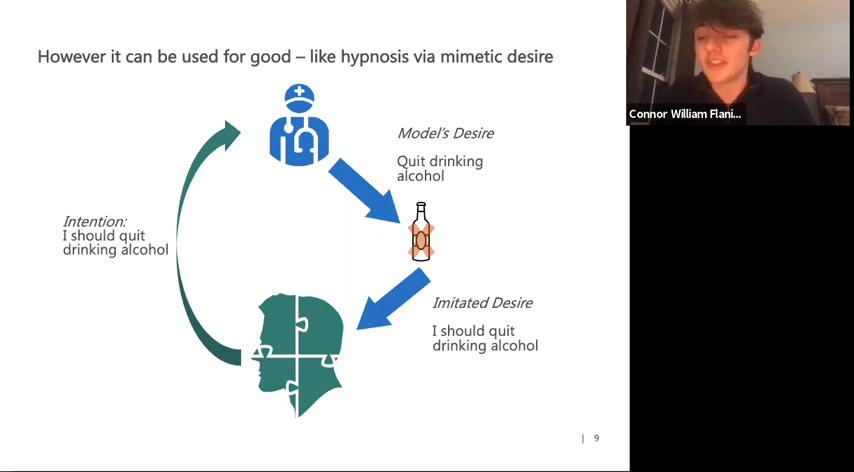 However it can be used for good – like hypnosis via mimetic desire
Model's Desire
Quit drinking
alcohol
Intention:
I should quit
drinking alcohol
Imitated Desire
I should quit
drinking alcohol
| 9
Connor William Flani...